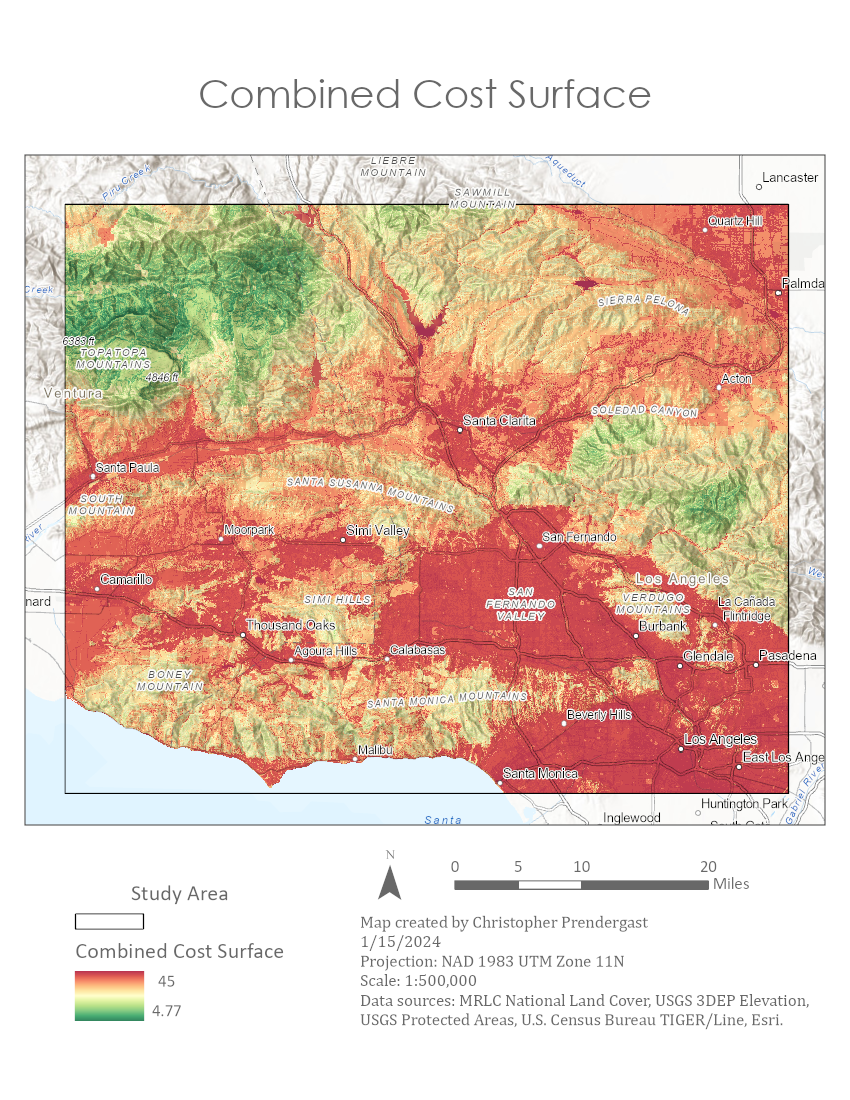 Combined Cost Surface
LIEBRE
MOUNTAIN
Piru Creek
Aqueduct
Lancaster
SAWMILL
MOUNTAIN
Quartz Hill
Creek
Palmda
SIERRA PELONA
6383 ft
TOPATOPA
MOUNTAINS
4846 ft
Acton
Ventura
SOLEDAD CANYON
Santa Clarita
Santa Paula
SANTA SUSANNA MOUNTAINS
SOUTH
MOUNTAIN
Moorpark
Simi Valley
San Fernando
River
Camarillo
Los Angeles
We
nard
SIMI HILLS
SAN
FERNANDO
VALLEY
VERDUGO
MOUNTAINS
La Cañada
Flintridge
Thousand Oaks
Burbank
Agoura Hills
Calabasas
Glendale
Pasadena
BONEY
MOUNTAIN
SANTA MONICA MOUNTAINS
Beverly Hills
Los Angeles
Malibu
East Los Ange
Santa Monica
Gabriel River
Huntington Park
Santa
Inglewood
N
0 5 10 20
Miles
Study Area
Combined Cost Surface
45
4.77
Map created by Christopher Prendergast
1/15/2024
Projection: NAD 1983 UTM Zone 11N
Scale: 1:500,000
Data sources: MRLC National Land Cover, USGS 3DEP Elevation,
USGS Protected Areas, U.S. Census Bureau TIGER/Line, Esri.